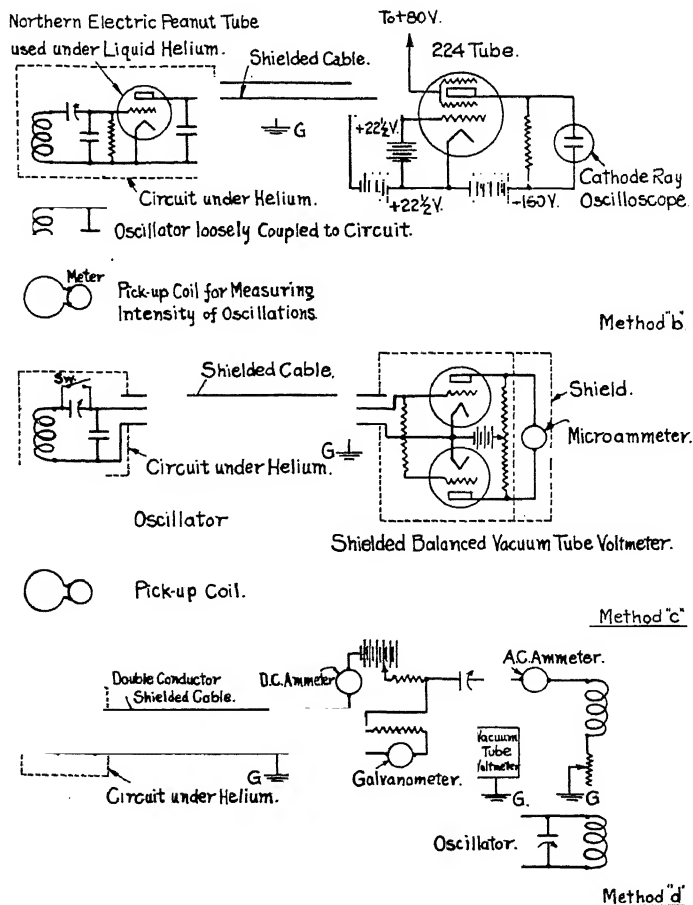 Northern Electric Peanut Tube
used under Liquid Helium.
Shielded Cable.
To+80V.
224 Tube.
G
+22½V.
+22½V.
-160V.
Cathode Ray
Oscilloscope.
Circuit under Helium.
Oscillator loosely Coupled to Circuit.
Meter
Pick-up Coil for Measuring
Intensity of Oscillations
Method "b"
Sw.
Shielded Cable.
Shield.
Microammeter.
G
Circuit under Helium.
Oscillator
Shielded Balanced Vacuum Tube Voltmeter.
Pick-up Coil.
Method "c"
Double Conductor
Shielded Cable.
D.C. Ammeter
A.C. Ammeter.
Galvanometer.
Vacuum
Tube
Voltmeter
G
G.
G
Circuit under Helium.
Oscillator.
Method "d"